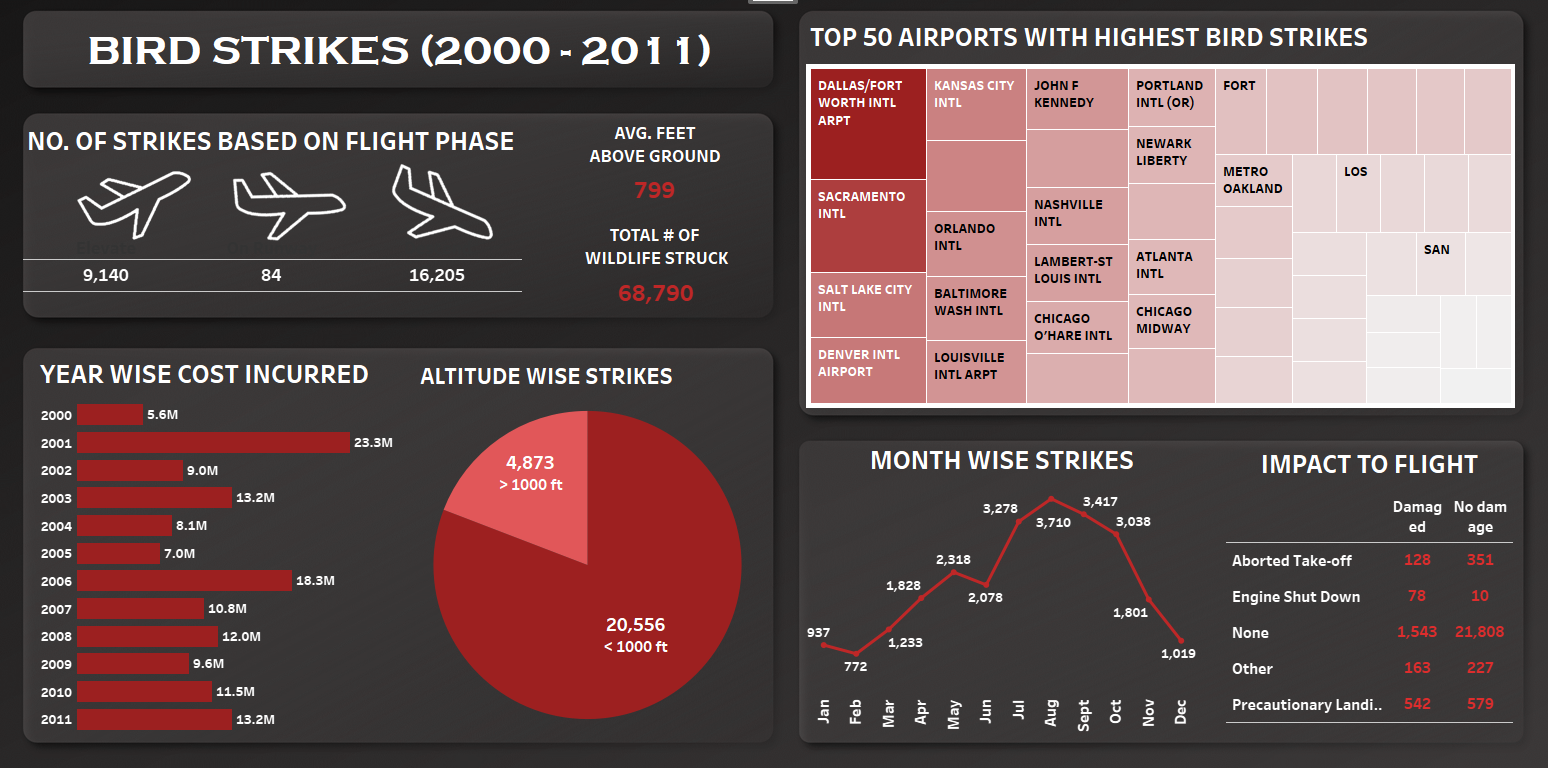 BIRD STRIKES (2000 - 2011)
NO. OF STRIKES BASED ON FLIGHT PHASE
9,140
84
16,205
AVG. FEET
ABOVE GROUND
799
TOTAL # OF
WILDLIFE STRUCK
68,790
YEAR WISE COST INCURRED
2000 5.6M
2001 23.3M
2002 9.0M
2003 13.2M
2004 8.1M
2005 7.0M
2006 18.3M
2007 10.8M
2008 12.0M
2009 9.6M
2010 11.5M
2011 13.2M
ALTITUDE WISE STRIKES
4,873
> 1000 ft
20,556
< 1000 ft
TOP 50 AIRPORTS WITH HIGHEST BIRD STRIKES
DALLAS/FORT
WORTH INTL
ARPT
SACRAMENTO
INTL
SALT LAKE CITY
INTL
DENVER INTL
AIRPORT
KANSAS CITY
INTL
ORLANDO
INTL
BALTIMORE
WASH INTL
LOUISVILLE
INTL ARPT
JOHN F
KENNEDY
NASHVILLE
INTL
LAMBERT-ST
LOUIS INTL
CHICAGO
O'HARE INTL
PORTLAND
INTL (OR)
NEWARK
LIBERTY
ATLANTA
INTL
CHICAGO
MIDWAY
FORT
METRO
OAKLAND
LOS
SAN
MONTH WISE STRIKES
937
772
1,233
1,828
2,318
2,078
3,278
3,710
3,417
3,038
1,801
1,019
Jan
Feb
Mar
Apr
May
Jun
Jul
Aug
Sept
Oct
Nov
Dec
IMPACT TO FLIGHT
Damag No dam
ed age
Aborted Take-off 128 351
Engine Shut Down 78 10
None 1,543 21,808
Other 163 227
Precautionary Landi.. 542 579